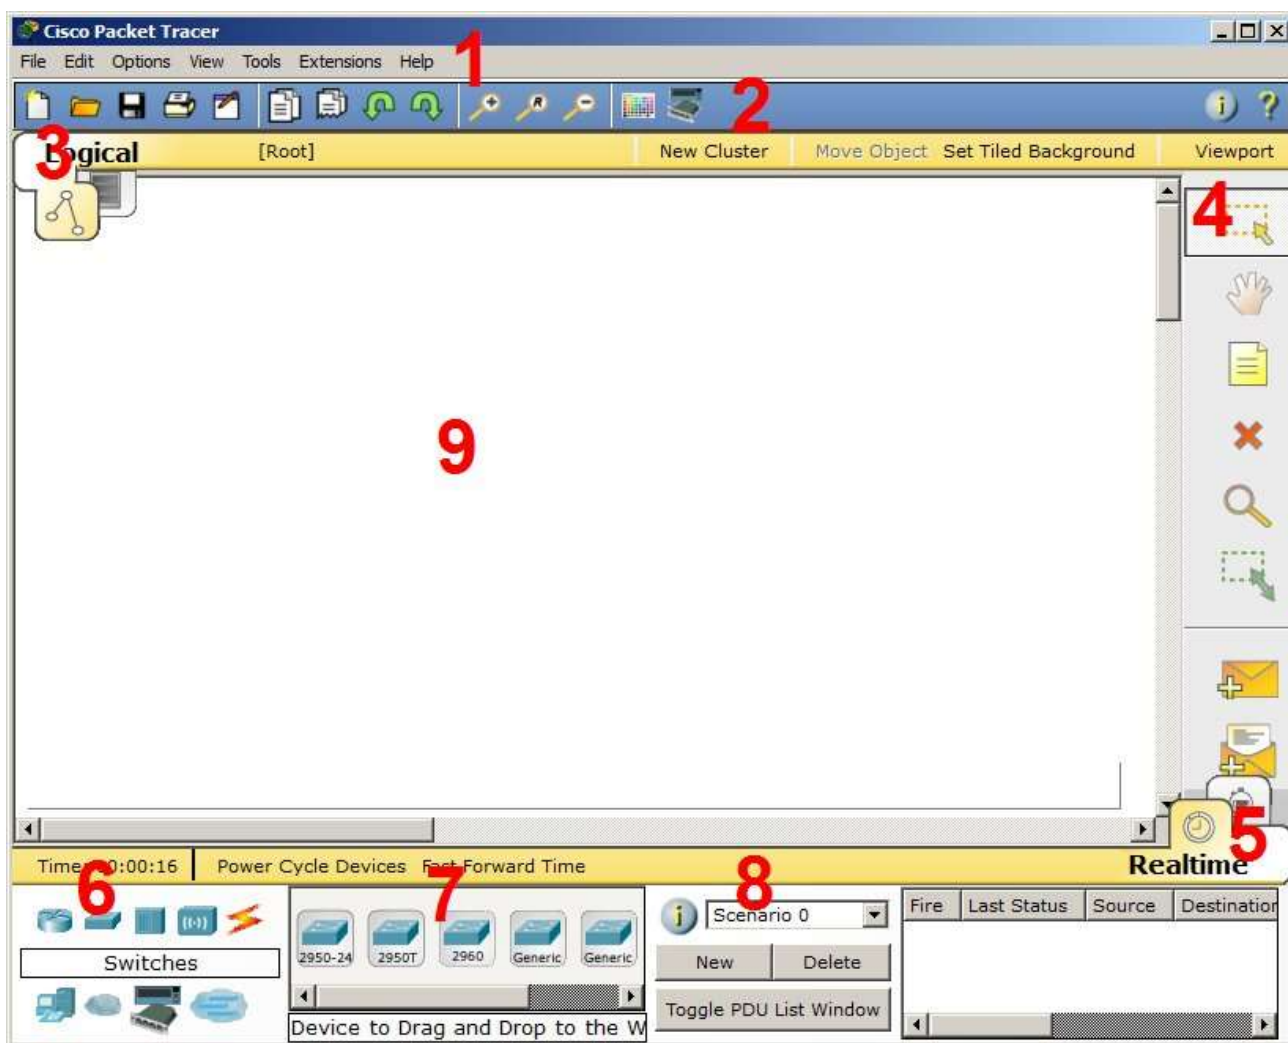 Cisco Packet Tracer
File Edit Options View Tools Extensions Help
1
2
3
Logical [Root] New Cluster Move Object Set Tiled Background Viewport
4
9
5
Realtime
Time: 00:00:16 Power Cycle Devices Fast Forward Time
6
7
8
Switches
2950-24 2950T 2960 Generic Generic
Device to Drag and Drop to the W
Scenario 0
New Delete
Toggle PDU List Window
Fire Last Status Source Destination